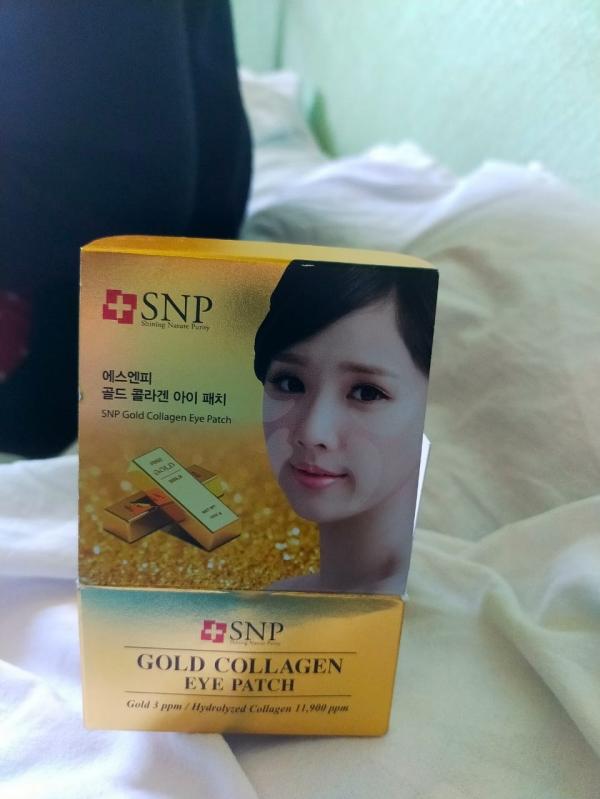 SNP
Shining Nature Purity
에스엔피
골드 콜라겐 아이 패치
SNP Gold Collagen Eye Patch
GOLD
SNP
Shining Nature Purity
GOLD COLLAGEN
EYE PATCH
Gold 3 ppm / Hydrolyzed Collagen 11,900 ppm